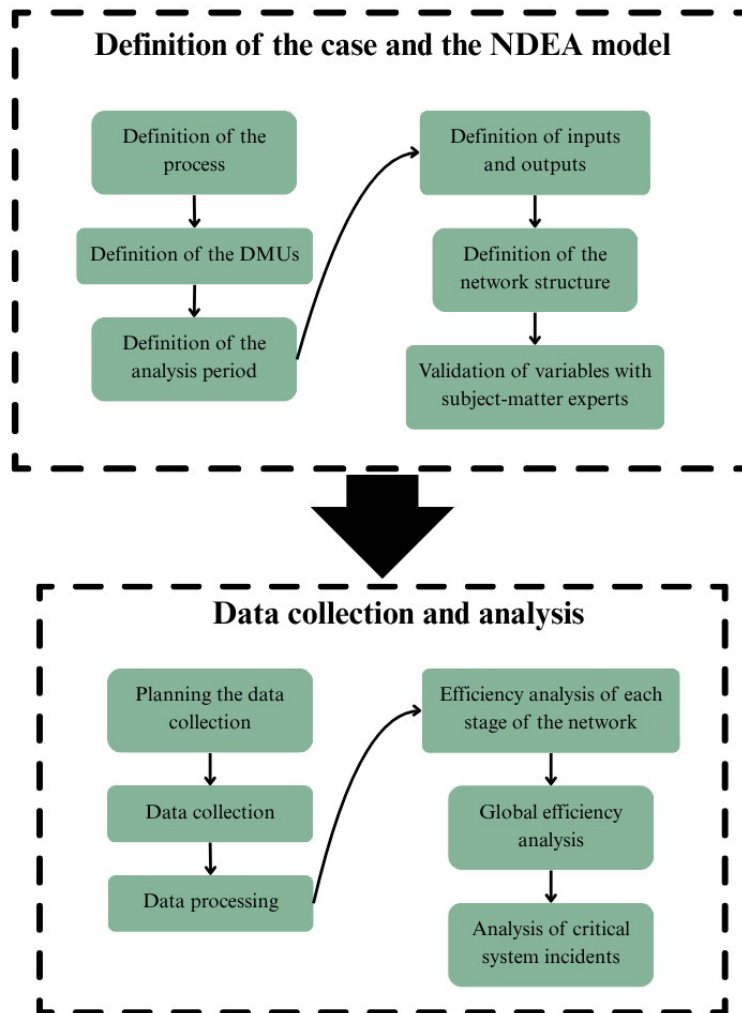 Definition of the case and the NDEA model
Definition of the
process
Definition of the DMUs
Definition of the
analysis period
Definition of inputs
and outputs
Definition of the
network structure
Validation of variables with
subject-matter experts
Data collection and analysis
Planning the data
collection
Data collection
Data processing
Efficiency analysis of each
stage of the network
Global efficiency
analysis
Analysis of critical
system incidents